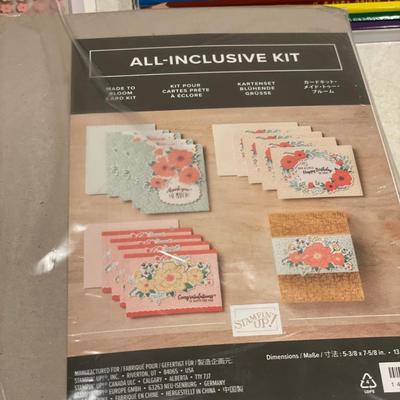 ALL-INCLUSIVE KIT
MADE TO
BLOOM
CARD KIT
KIT POUR
CARTES PRÊTE
À ÉCLORE
KARTENSET
BLÜHENDE
GRÜSSE
カードキット・
メイド・トゥー・
ブルーム
thank you
Happy Birthday
Congratulations
STAMPIN' UP!
Dimensions / Maße / 寸法 : 5-3/8 x 7-5/8 in. • 13.
MANUFACTURED FOR / FABRIQUÉ POUR / GEFERTIGT FÜR / 製造企画元:
STAMPIN' UP!, INC. • RIVERTON, UT 84065 • USA
STAMPIN' UP! CANADA ULC • CALGARY • ALBERTA • T1Y 7J7
UP! EUROPE GMBH • 63263 NEU-ISENBURG • GERMANY
FABRIQUÉ EN CHINE • HERGESTELLT IN CHINA • 中国製
LDPE